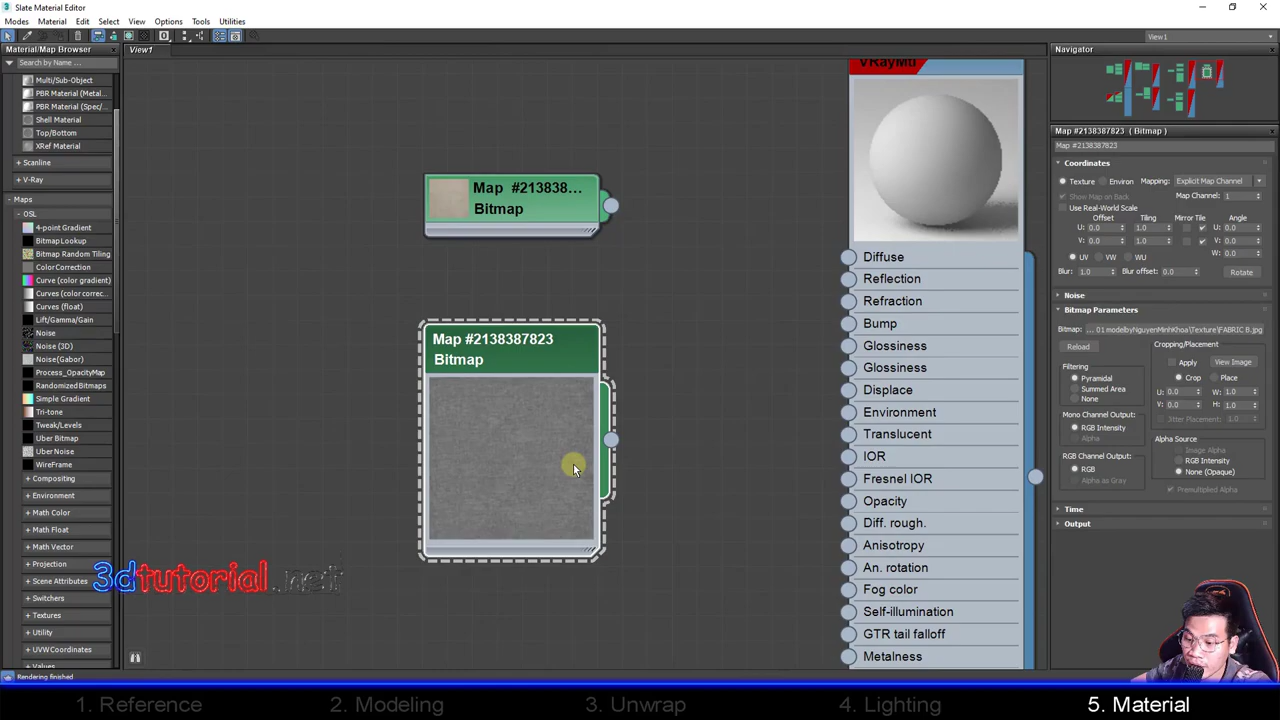 Slate Material Editor
Modes Material Edit Select View Tools Utilities
View1
Material/Map Browser
Search by Name ...
Multi/Sub-Object
PBR Material (Metal...
PBR Material (Spec/...
Shell Material
Top/Bottom
XRef Material
+ Scanline
+ V-Ray
- Maps
- OSL
4-point Gradient
BitmapLookup
Bitmap Random Tiling
ColorCorrection
Curve (color gradient)
Curves (color correc...
Curves (float)
Lift/Gamma/Gain
Noise
Noise (3D)
Noise(Gabor)
Process_OpacityMap
RandomizedBitmaps
Simple Gradient
Tri-tone
Tweak/Levels
Uber Bitmap
Uber Noise
WireFrame
+ Compositing
+ Environment
+ Math Color
+ Math Float
+ Math Vector
+ Projection
+ Scene Attributes
+ Switchers
+ Textures
+ Utility
+ UVWCoordinates
Values
Rendering finished
View1
Map #213838...
Bitmap
Map #2138387823
Bitmap
3dtutorial.net
VRayMtl
Diffuse
Reflection
Refraction
Bump
Glossiness
Glossiness
Displace
Environment
Translucent
IOR
Fresnel IOR
Opacity
Diff. rough.
Anisotropy
An. rotation
Fog color
Self-illumination
GTR tail falloff
Metalness
Navigator
Map #2138387823 ( Bitmap )
Map #2138387823
Coordinates
Texture Environ Mapping: Explicit Map Channel
Show Map on Back Map Channel: 1
Use Real-World Scale
Offset Tiling Mirror Tile Angle
U: 0.0 1.0 U: 0.0
V: 0.0 1.0 V: 0.0
W: 0.0
UV VW WU
Blur: 1.0 Blur offset: 0.0 Rotate
Noise
Bitmap Parameters
Bitmap: ... 01 modelbyNguyenMinhKhoa\Texture\FABRIC B.jpg
Reload
Cropping/Placement
Apply View Image
Crop Place
U: 0.0 W: 1.0
V: 0.0 H: 1.0
Jitter Placement: 1.0
Filtering
Pyramidal
Summed Area
None
Mono Channel Output:
RGB Intensity
Alpha
RGB Channel Output:
RGB
Alpha as Gray
Alpha Source
Image Alpha
RGB Intensity
None (Opaque)
Premultiplied Alpha
Time
Output
1. Reference 2. Modeling 3. Unwrap 4. Lighting 5. Material